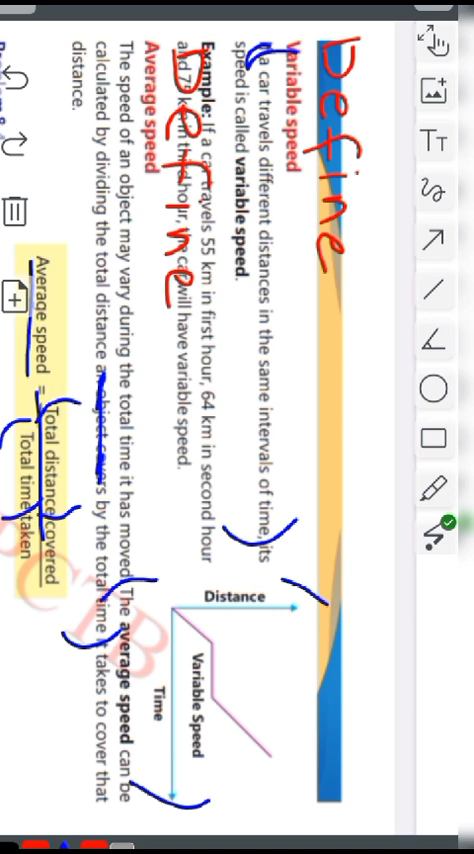 Define
Variable speed
If a car travels different distances in the same intervals of time, its
speed is called variable speed.
Distance
Variable Speed
Time
Example: If a car travels 55 km in first hour, 64 km in second hour
and 75 km in third hour, the car will have variable speed.
Define
Average speed
The speed of an object may vary during the total time it has moved. The average speed can be
calculated by dividing the total distance an object covers by the total time it takes to cover that
distance.
Average speed = Total distance covered
Total time taken
CTB
TT